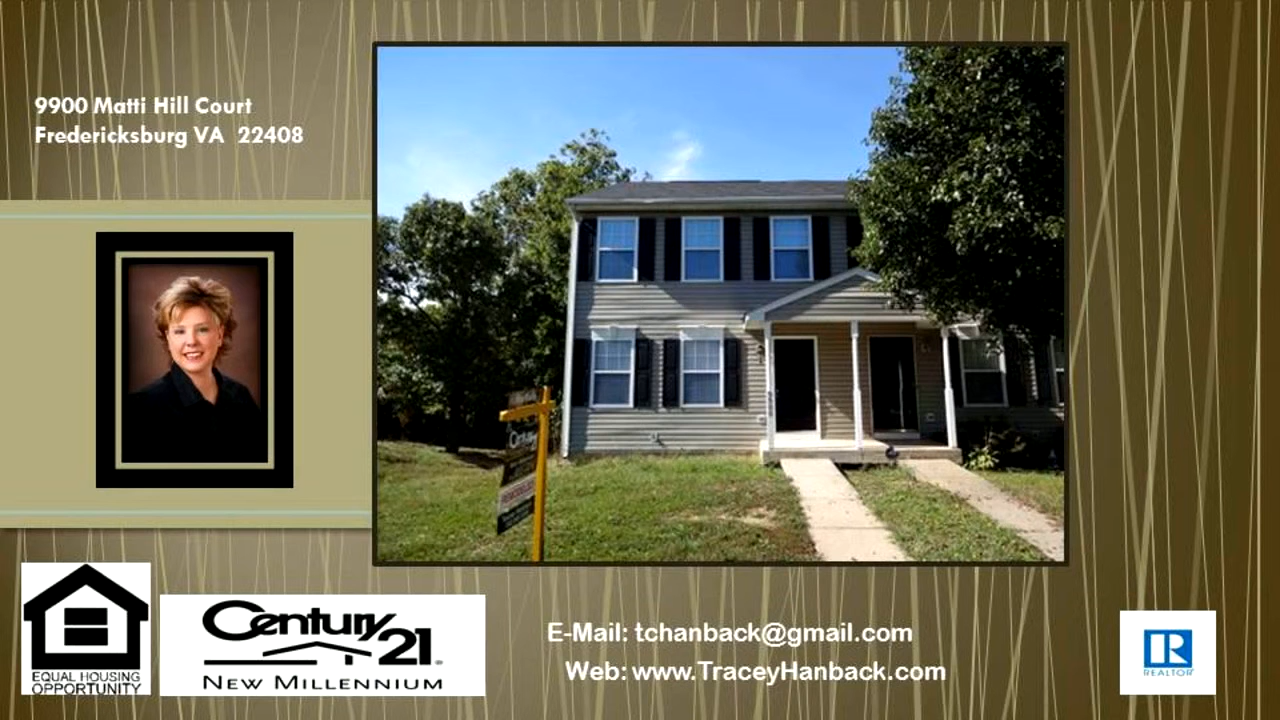 9900 Matti Hill Court
Fredericksburg VA 22408
Century
EQUAL HOUSING
OPPORTUNITY
Century 21
NEW MILLENNIUM
E-Mail: tchanback@gmail.com
Web: www.TraceyHanback.com
R
REALTOR®